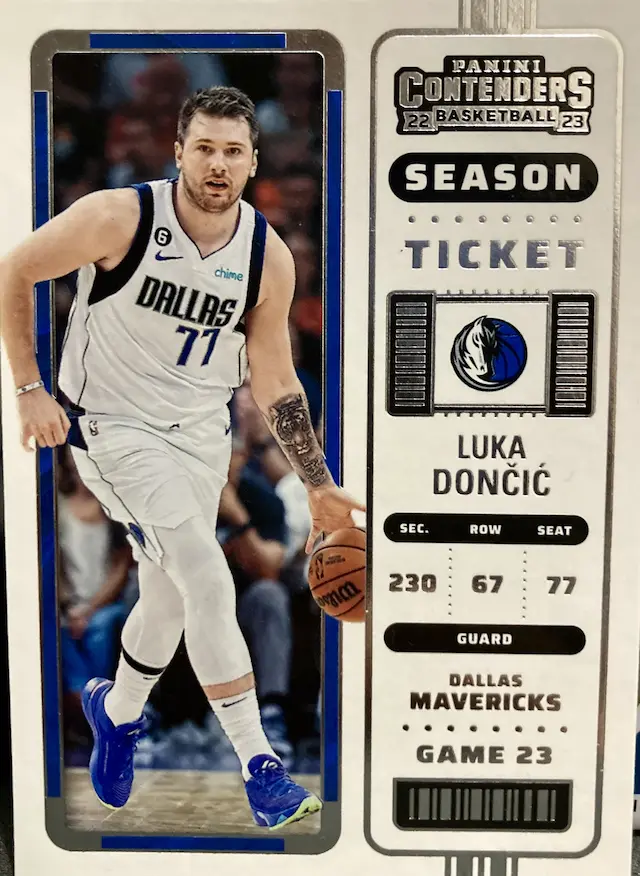 6
chime
DALLAS
77
Wilson
PANINI
CONTENDERS
22 BASKETBALL 23
SEASON
TICKET
LUKA
DONČIĆ
SEC. ROW SEAT
230 67 77
GUARD
DALLAS
MAVERICKS
GAME 23